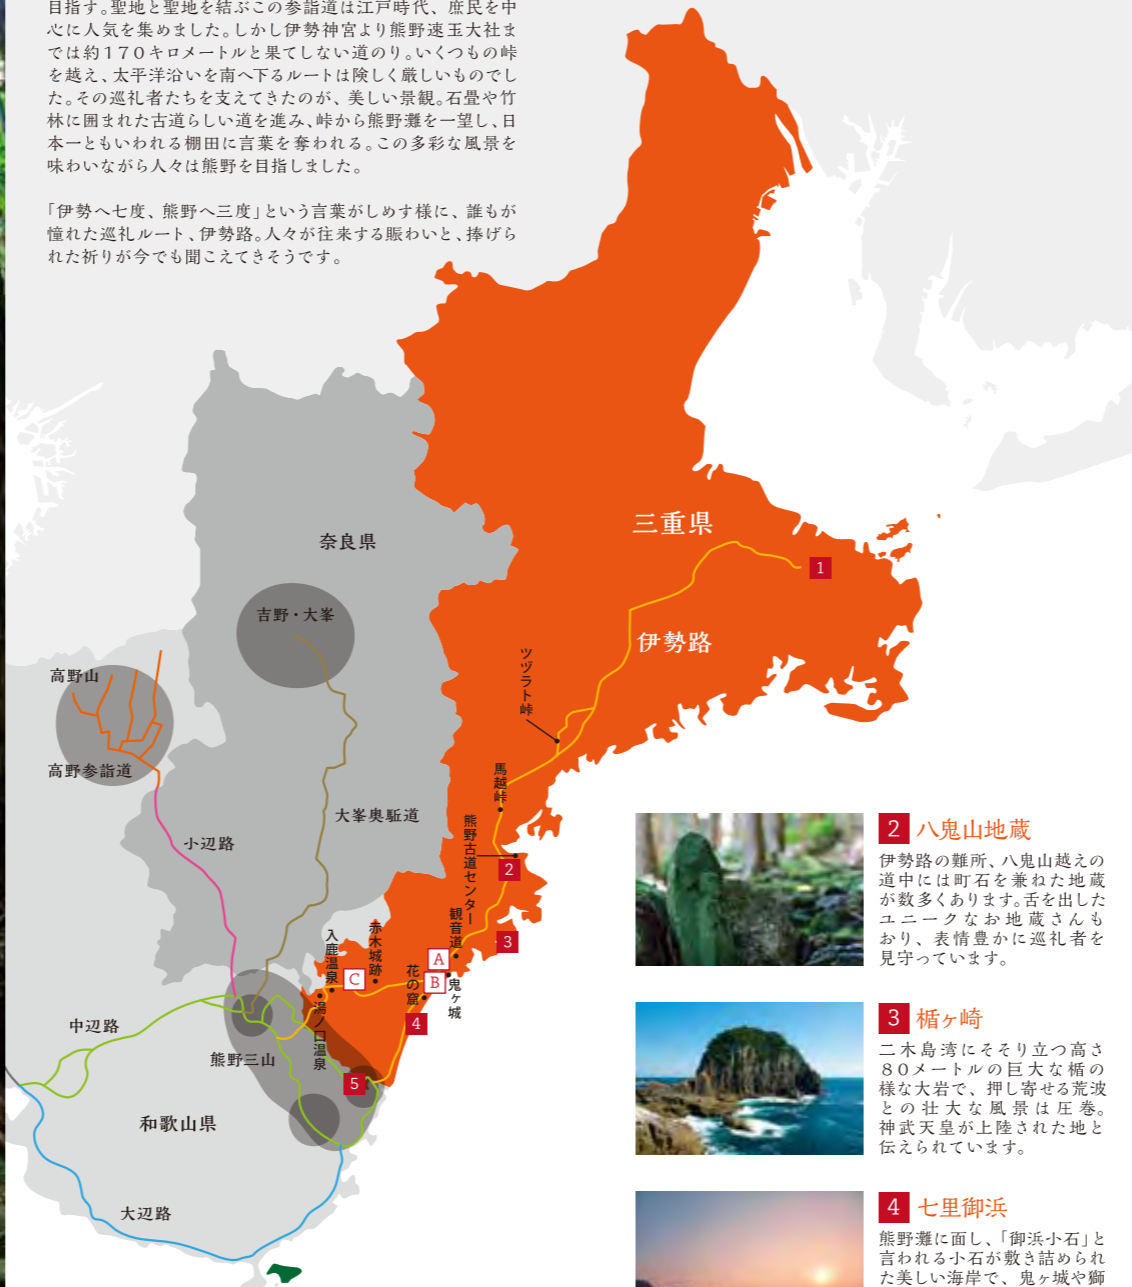 目指す。聖地と聖地を結ぶこの参詣道は江戸時代、庶民を中
心に人気を集めました。しかし伊勢神宮より熊野速玉大社ま
では約170キロメートルと果てしない道のり。いくつもの峠
を越え、太平洋沿いを南へ下るルートは険しく厳しいものでし
た。その巡礼者たちを支えてきたのが、美しい景観。石畳や竹
林に囲まれた古道らしい道を進み、峠から熊野灘を一望し、日
本一ともいわれる棚田に言葉を奪われる。この多彩な風景を
味わいながら人々は熊野を目指しました。
「伊勢へ七度、熊野へ三度」という言葉がしめす様に、誰もが
憧れた巡礼ルート、伊勢路。人々が往来する賑わいと、捧げら
れた祈りが今でも聞こえてきそうです。
三重県
奈良県
1
吉野・大峯
伊勢路
ツヅラト峠
高野山
高野参詣道
馬越峠
大峯奥駈道
小辺路
熊野古道センター
2
観音道
3
赤木城跡
入鹿温泉
A
B
C
鬼ヶ城
花の窟
4
湯ノ口温泉
中辺路
熊野三山
5
和歌山県
大辺路
2 八鬼山地蔵
伊勢路の難所、八鬼山越えの
道中には町石を兼ねた地蔵
が数多くあります。舌を出した
ユニークなお地蔵さんも
おり、表情豊かに巡礼者を
見守っています。
3 楯ヶ崎
二木島湾にそそり立つ高さ
80メートルの巨大な楯の
様な大岩で、押し寄せる荒波
との壮大な風景は圧巻。
神武天皇が上陸された地と
伝えられています。
4 七里御浜
熊野灘に面し、「御浜小石」と
言われる小石が敷き詰められ
た美しい海岸で、鬼ヶ城や獅